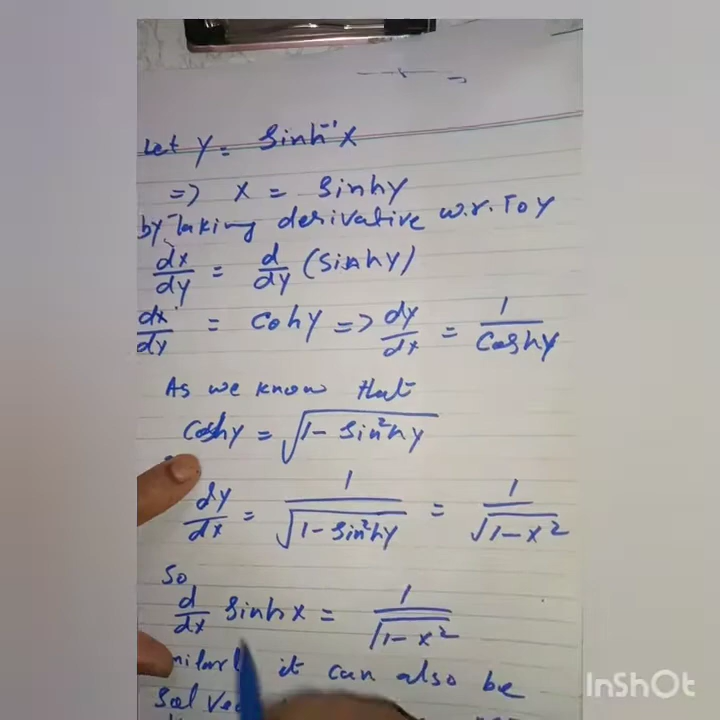 Let y = Sinh⁻¹x
=> x = Sinhy
by Taking derivative w.r.To y
dx/dy = d/dy (Sinhy)
dx/dy = Cohy => dy/dx = 1/Coshy
As we know that
Coshy = √(1 - Sin²hy)
dy/dx = 1/√(1 - Sin²hy) = 1/√(1-x²)
So
d/dx Sinhx = 1/√(1-x²)
it can also be
InShOt